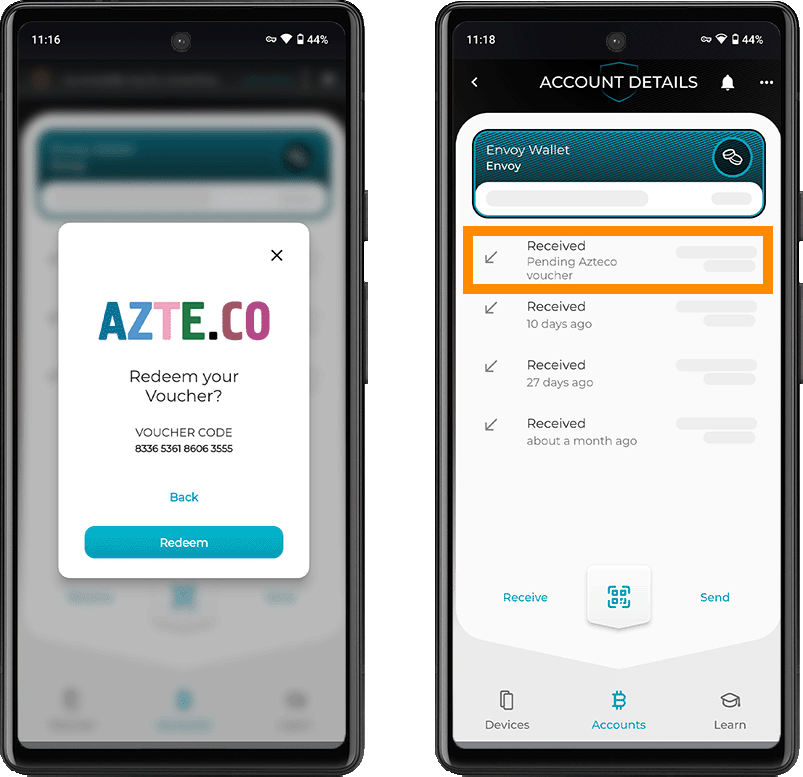 11:16
44%
AZTE.CO
Redeem your
Voucher?
VOUCHER CODE
8336 5361 8606 3555
Back
Redeem
11:18
44%
ACCOUNT DETAILS
Envoy Wallet
Envoy
Received
Pending Azteco
voucher
Received
10 days ago
Received
27 days ago
Received
about a month ago
Receive
Send
Devices
Accounts
Learn